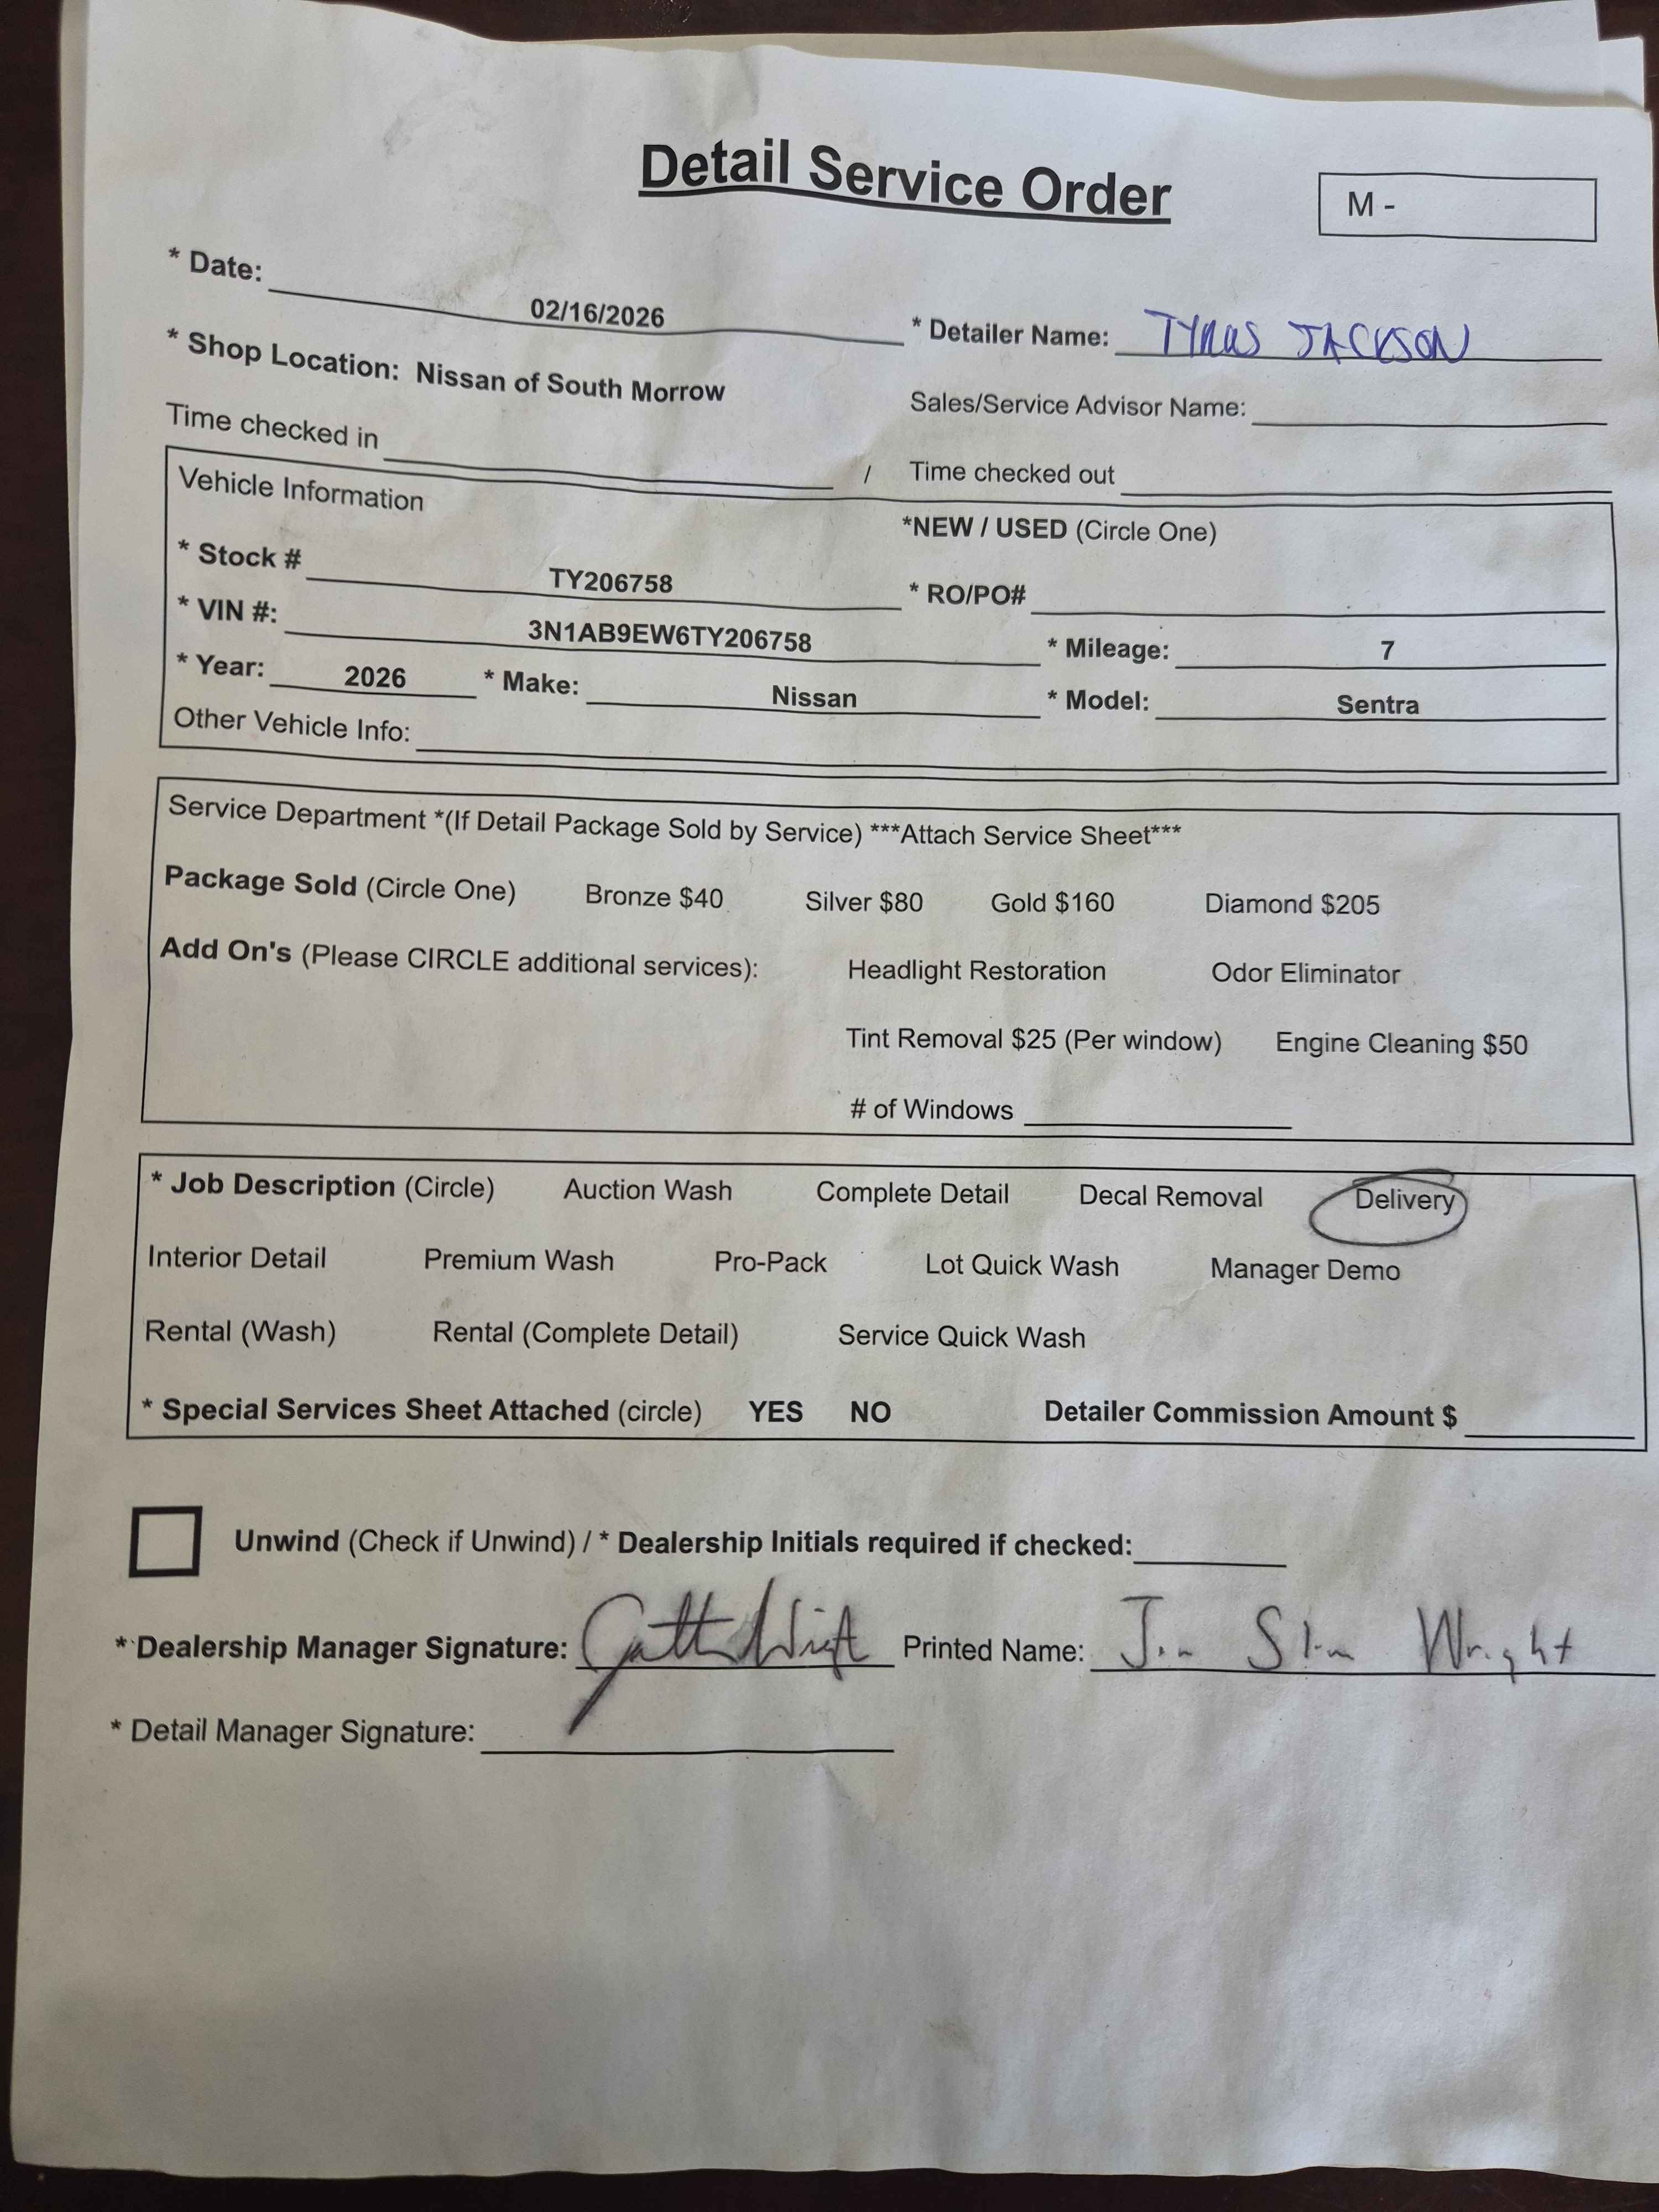 Detail Service Order
M -
* Date: 02/16/2026
* Detailer Name: TYRUS JACKSON
* Shop Location: Nissan of South Morrow
Sales/Service Advisor Name:
Time checked in / Time checked out
Vehicle Information
*NEW / USED (Circle One)
* Stock # TY206758
* RO/PO#
* VIN #: 3N1AB9EW6TY206758
* Mileage: 7
* Year: 2026 * Make: Nissan * Model: Sentra
Other Vehicle Info:
Service Department *(If Detail Package Sold by Service) ***Attach Service Sheet***
Package Sold (Circle One) Bronze $40 Silver $80 Gold $160 Diamond $205
Add On's (Please CIRCLE additional services): Headlight Restoration Odor Eliminator
Tint Removal $25 (Per window) Engine Cleaning $50
# of Windows
* Job Description (Circle) Auction Wash Complete Detail Decal Removal Delivery
Interior Detail Premium Wash Pro-Pack Lot Quick Wash Manager Demo
Rental (Wash) Rental (Complete Detail) Service Quick Wash
* Special Services Sheet Attached (circle) YES NO Detailer Commission Amount $
Unwind (Check if Unwind) / * Dealership Initials required if checked:
* Dealership Manager Signature: Printed Name: Wright
* Detail Manager Signature: